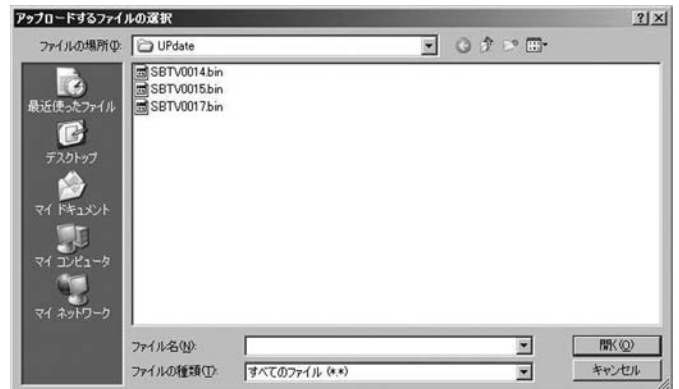 アップロードするファイルの選択
ファイルの場所(I):
UPdate
SBTV0014.bin
SBTV0015.bin
SBTV0017.bin
最近使ったファイル
デスクトップ
マイ ドキュメント
マイ コンピュータ
マイ ネットワーク
ファイル名(N):
開く(O)
ファイルの種類(T):
すべてのファイル (*.*)
キャンセル